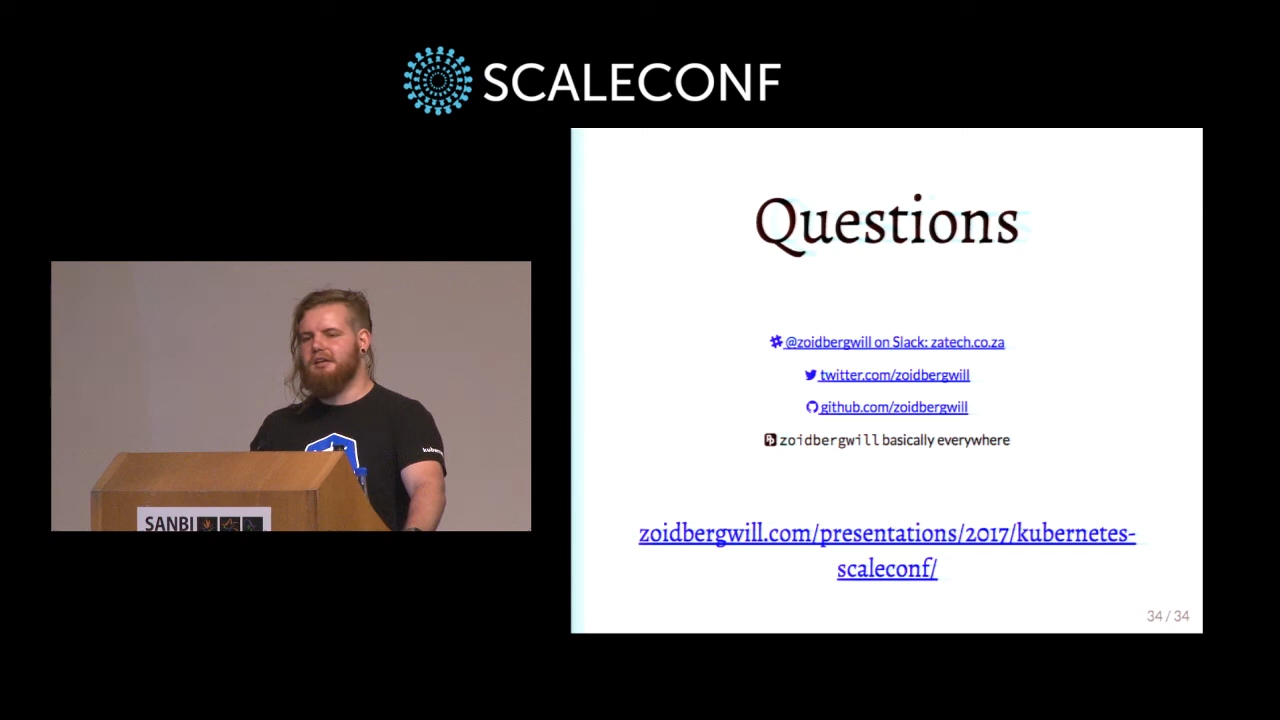 SCALECONF
Questions
@zoidbergwill on Slack: zatech.co.za
twitter.com/zoidbergwill
github.com/zoidbergwill
zoidbergwill basically everywhere
zoidbergwill.com/presentations/2017/kubernetes-
scaleconf/
34 / 34
SANBI